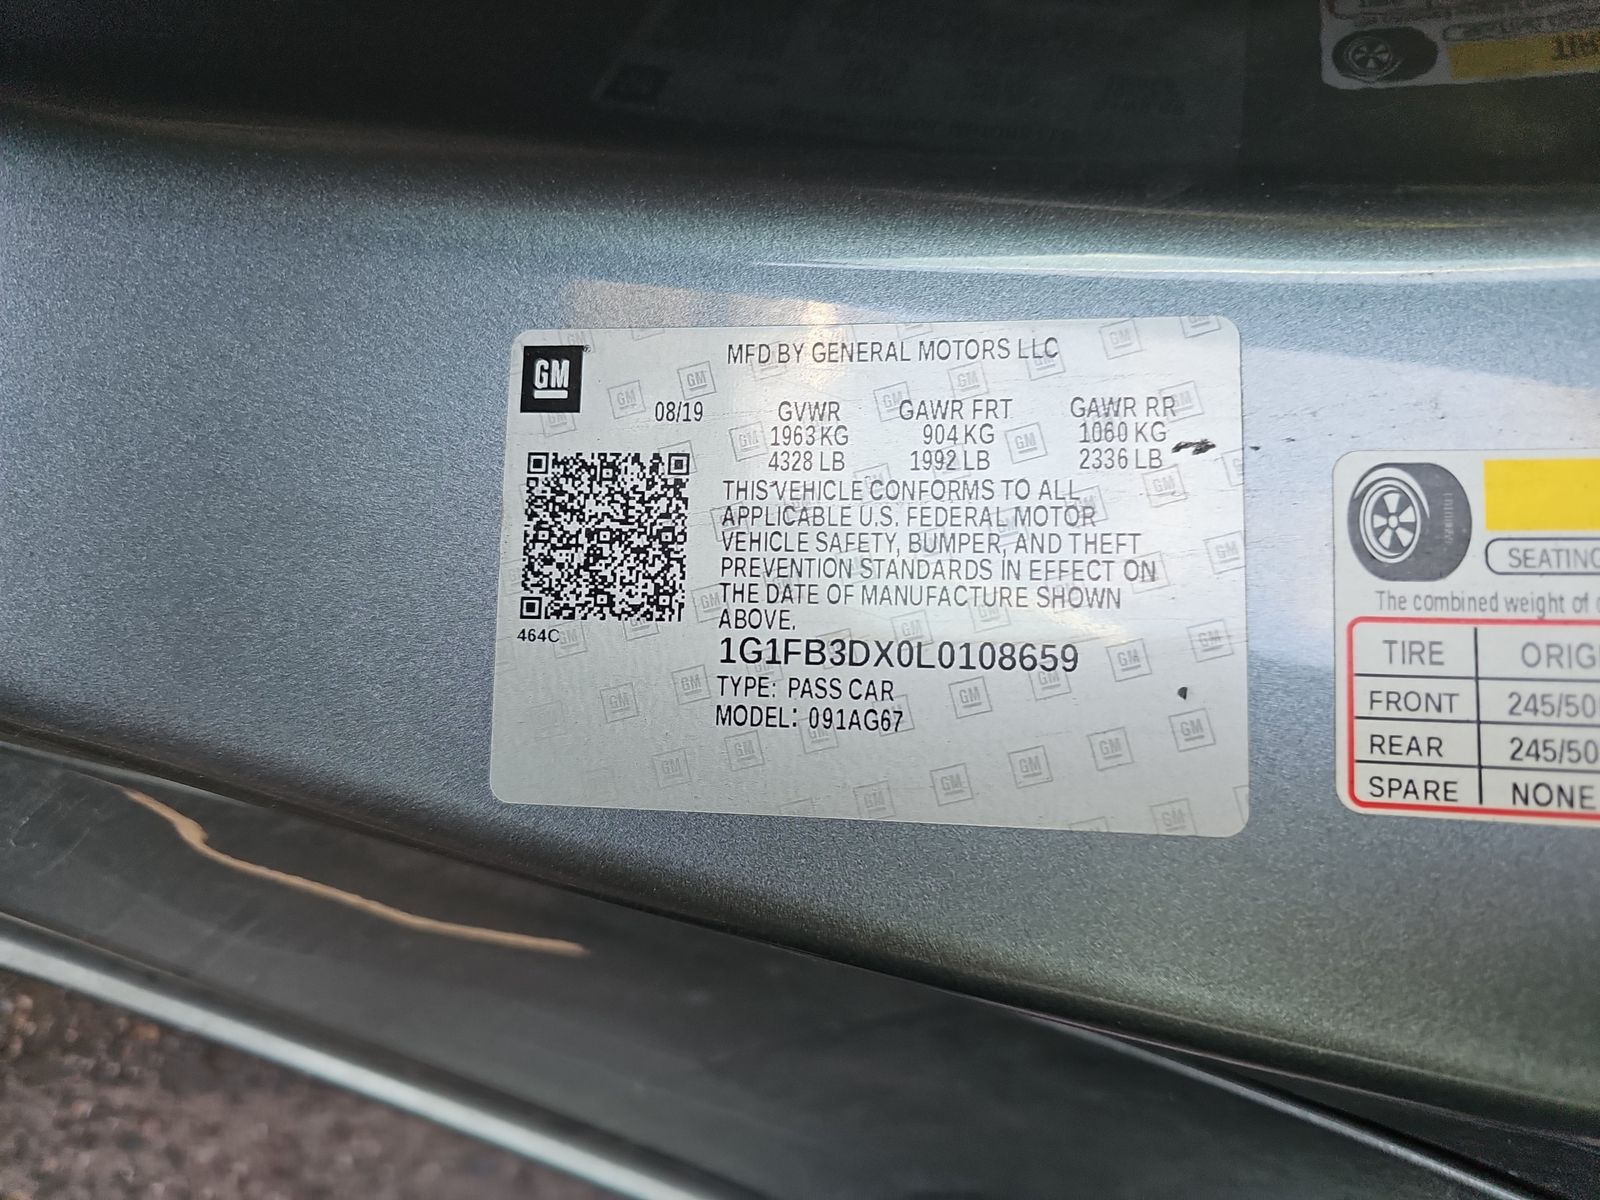 GM
MFD BY GENERAL MOTORS LLC
08/19 GVWR GAWR FRT GAWR RR
1963 KG 904 KG 1060 KG
4328 LB 1992 LB 2336 LB
THIS VEHICLE CONFORMS TO ALL
APPLICABLE U.S. FEDERAL MOTOR
VEHICLE SAFETY, BUMPER, AND THEFT
PREVENTION STANDARDS IN EFFECT ON
THE DATE OF MANUFACTURE SHOWN
ABOVE.
464C
1G1FB3DX0L0108659
TYPE: PASS CAR
MODEL: 091AG67
SEATING
The combined weight of
TIRE ORIG
FRONT 245/50
REAR 245/50
SPARE NONE